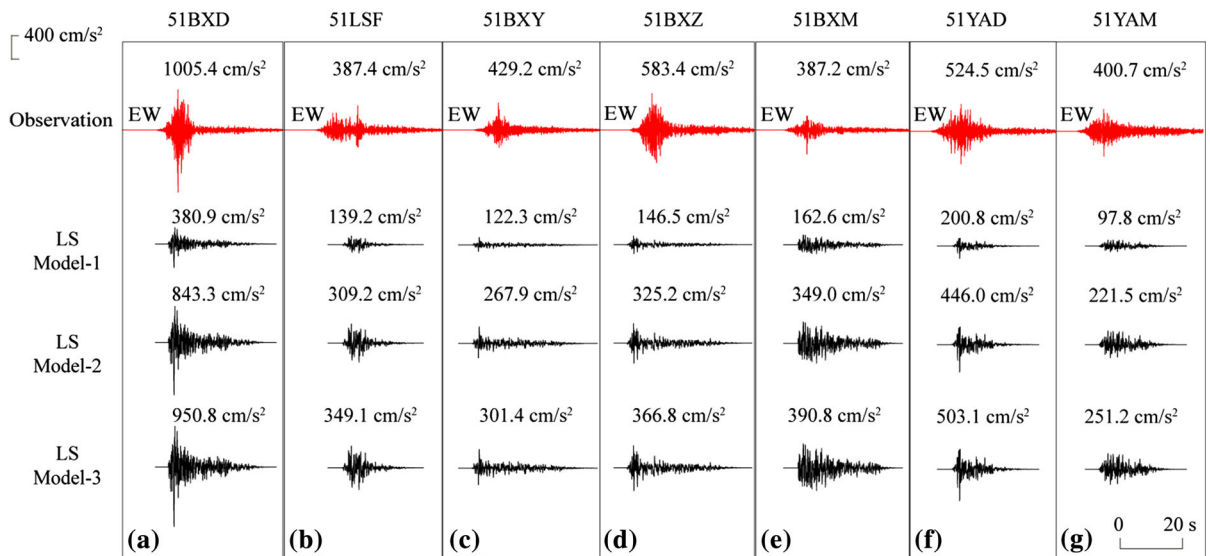 51BXD 51LSF 51BXY 51BXZ 51BXM 51YAD 51YAM
400 cm/s²
1005.4 cm/s² 387.4 cm/s² 429.2 cm/s² 583.4 cm/s² 387.2 cm/s² 524.5 cm/s² 400.7 cm/s²
EW EW EW EW EW EW EW
Observation
380.9 cm/s² 139.2 cm/s² 122.3 cm/s² 146.5 cm/s² 162.6 cm/s² 200.8 cm/s² 97.8 cm/s²
LS
Model-1
843.3 cm/s² 309.2 cm/s² 267.9 cm/s² 325.2 cm/s² 349.0 cm/s² 446.0 cm/s² 221.5 cm/s²
LS
Model-2
950.8 cm/s² 349.1 cm/s² 301.4 cm/s² 366.8 cm/s² 390.8 cm/s² 503.1 cm/s² 251.2 cm/s²
LS
Model-3
0 20 s
(a) (b) (c) (d) (e) (f) (g)